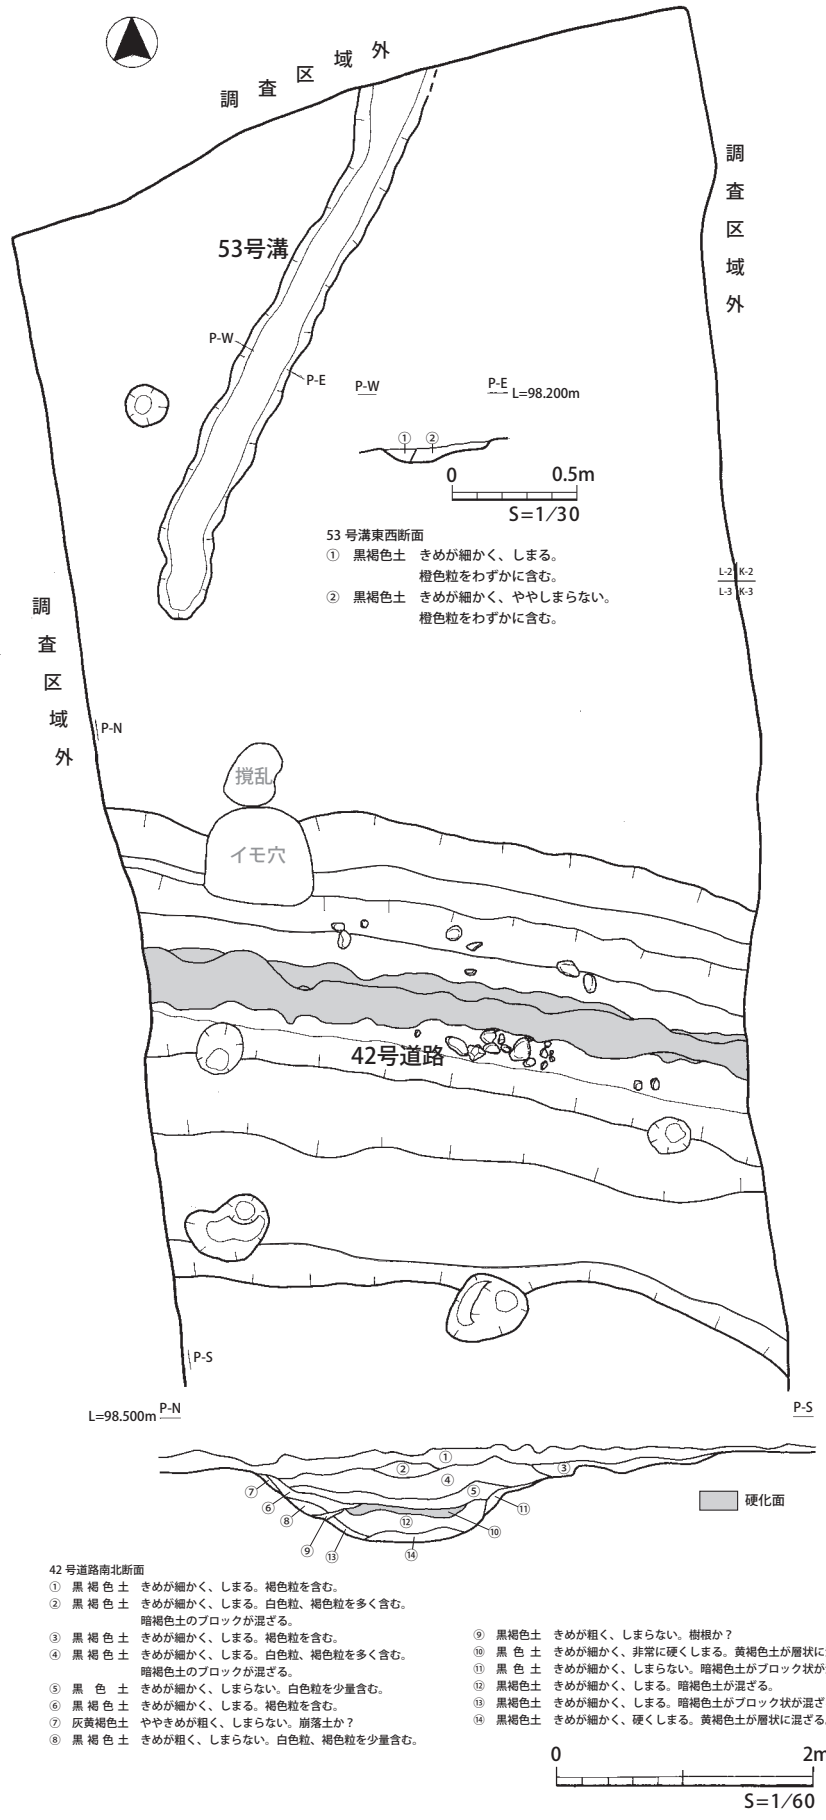 調査区域外
調査区域外
53号溝
P-W
P-E
P-W
P-E
L=98.200m
① ②
0 0.5m
S=1/30
53号溝東西断面
① 黒褐色土 きめが細かく、しまる。
橙色粒をわずかに含む。
② 黒褐色土 きめが細かく、ややしまらない。
橙色粒をわずかに含む。
L-2 K-2
L-3 K-3
調査区域外
P-N
撹乱
イモ穴
42号道路
P-S
L=98.500m P-N
P-S
① ② ③ ④ ⑤ ⑥ ⑦ ⑧ ⑨ ⑩ ⑪ ⑫ ⑬ ⑭
硬化面
42号道路南北断面
① 黒褐色土 きめが細かく、しまる。褐色粒を含む。
② 黒褐色土 きめが細かく、しまる。白色粒、褐色粒を多く含む。
暗褐色土のブロックが混ざる。
③ 黒褐色土 きめが細かく、しまる。褐色粒を含む。
④ 黒褐色土 きめが細かく、しまる。白色粒、褐色粒を多く含む。
暗褐色土のブロックが混ざる。
⑤ 黒色土 きめが細かく、しまらない。白色粒を少量含む。
⑥ 黒褐色土 きめが細かく、しまる。褐色粒を含む。
⑦ 灰黄褐色土 ややきめが粗く、しまらない。崩落土か？
⑧ 黒褐色土 きめが粗く、しまらない。白色粒、褐色粒を少量含む。
⑨ 黒褐色土 きめが粗く、しまらない。樹根か？
⑩ 黒色土 きめが細かく、非常に硬くしまる。黄褐色土が層状に
⑪ 黒色土 きめが細かく、しまらない。暗褐色土がブロック状が
⑫ 黒褐色土 きめが細かく、しまる。暗褐色土が混ざる。
⑬ 黒褐色土 きめが細かく、しまる。暗褐色土がブロック状が混ざ
⑭ 黒褐色土 きめが細かく、硬くしまる。黄褐色土が層状に混ざる
0 2m
S=1/60